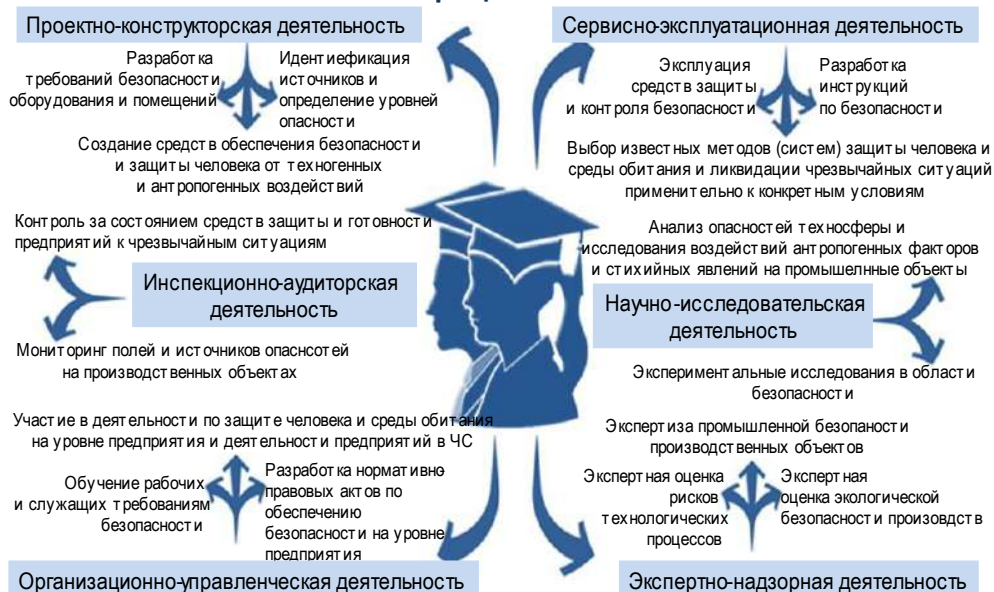 Проектно-конструкторская деятельность
Разработка
требований безопасности
оборудования и помещений
Идентиефикация
источников и
определение уровней
опасности
Создание средств обеспечения безопасности
и защиты человека от техногенных
и антропогенных воздействий
Сервисно-эксплуатационная деятельность
Эксплуация
средств защиты
и контроля безопасности
Разработка
инструкций
по безопасности
Выбор известных методов (систем) защиты человека и
среды обитания и ликвидации чрезвычайных ситуаций
применительно к конкретным условиям
Контроль за состоянием средств защиты и готовности
предприятий к чрезвычайным ситуациям
Инспекционно-аудиторская
деятельность
Мониторинг полей и источников опаснсотей
на производственных объектах
Анализ опасностей техносферы и
исследования воздействий антропогенных факторов
и стихийных явлений на промышелнные объекты
Научно-исследовательская
деятельность
Экспериментальные исследования в области
безопасности
Участие в деятельности по защите человека и среды обитания
на уровне предприятия и деятельности предприятий в ЧС
Обучение рабочих
и служащих требованиям
безопасности
Разработка нормативно-
правовых актов по
обеспечению
безопасности на уровне
предприятия
Организационно-управленческая деятельность
Экспертиза промышленной безопаности
производственных объектов
Экспертная оценка
рисков
технологических
процессов
Экспертная
оценка экологической
безопасности произовдств
Экспертно-надзорная деятельность